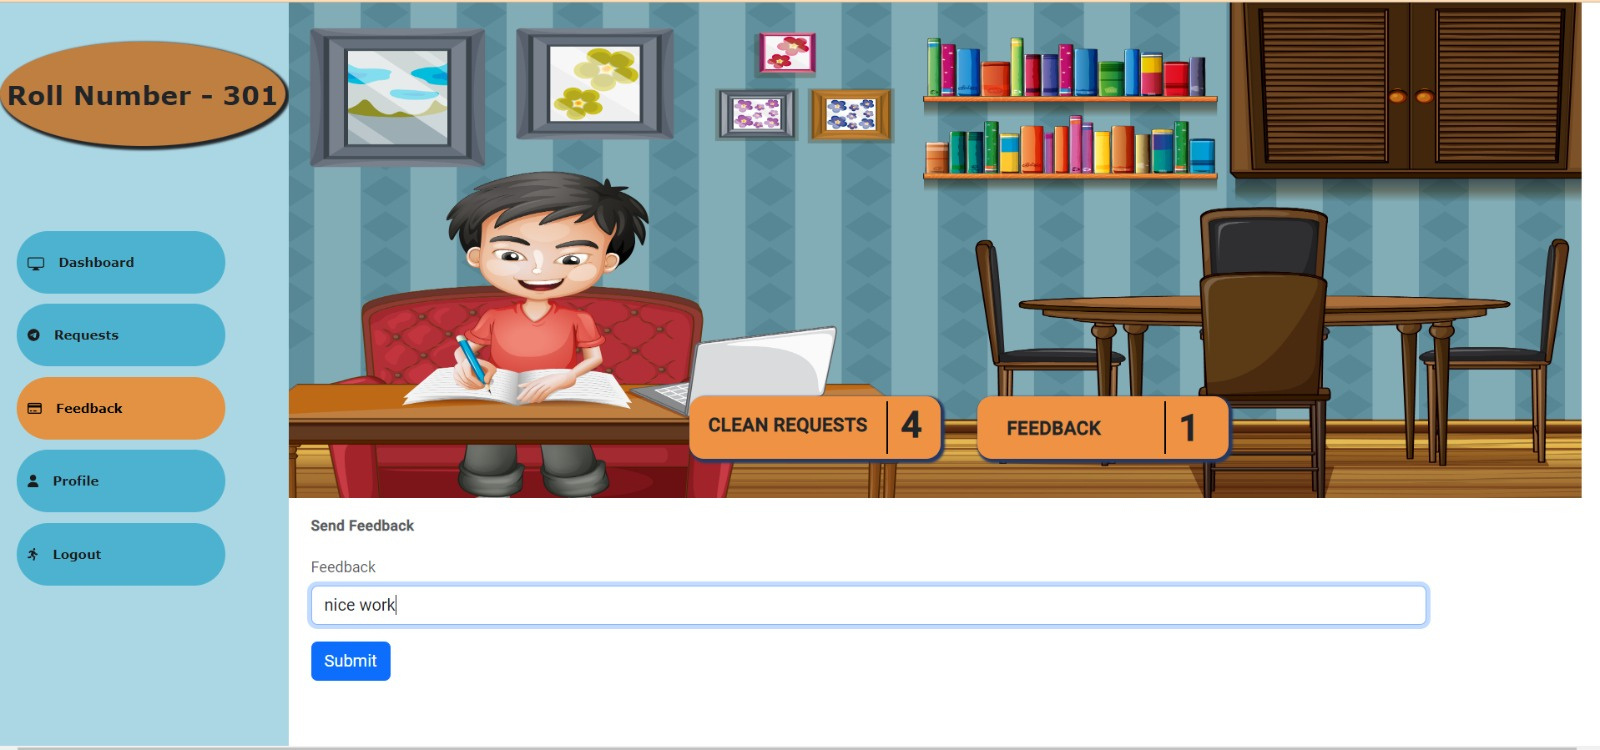 Roll Number - 301
Dashboard
Requests
Feedback
Profile
Logout
CLEAN REQUESTS 4
FEEDBACK 1
Send Feedback
Feedback
nice work
Submit